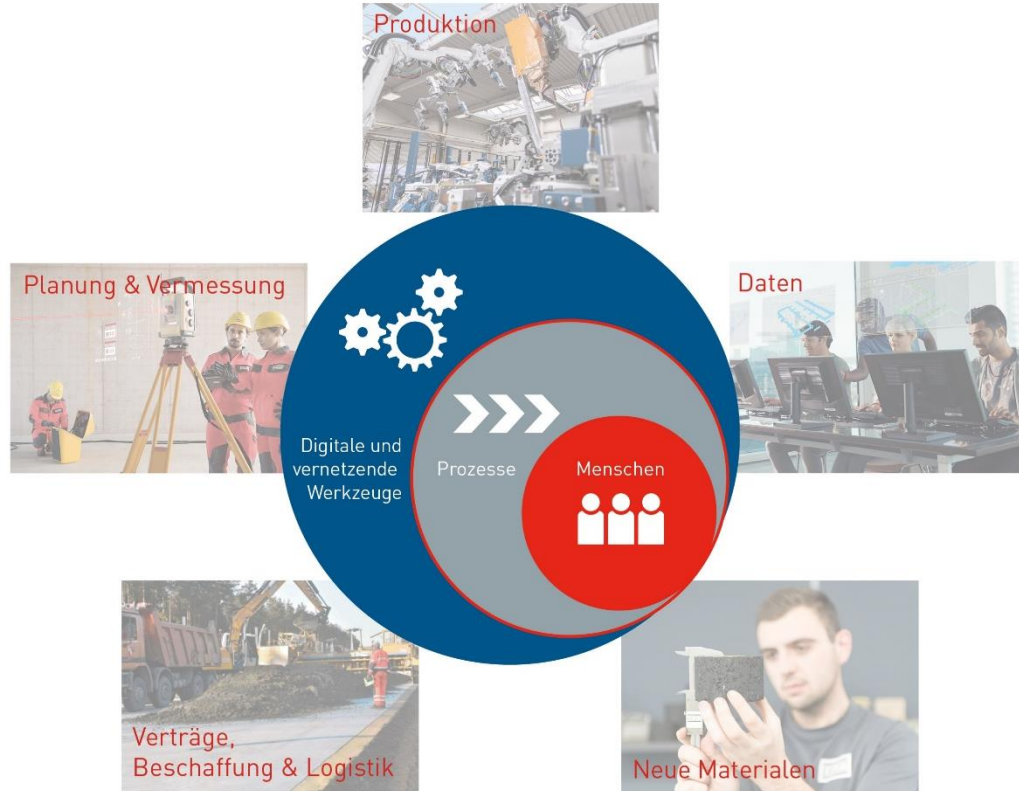 Produktion
Planung & Vermessung
Daten
Digitale und
vernetzende
Werkzeuge
Prozesse
Menschen
Verträge,
Beschaffung & Logistik
Neue Materialen